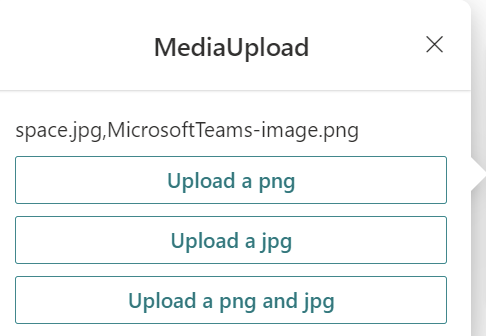 MediaUpload
space.jpg,MicrosoftTeams-image.png
Upload a png
Upload a jpg
Upload a png and jpg